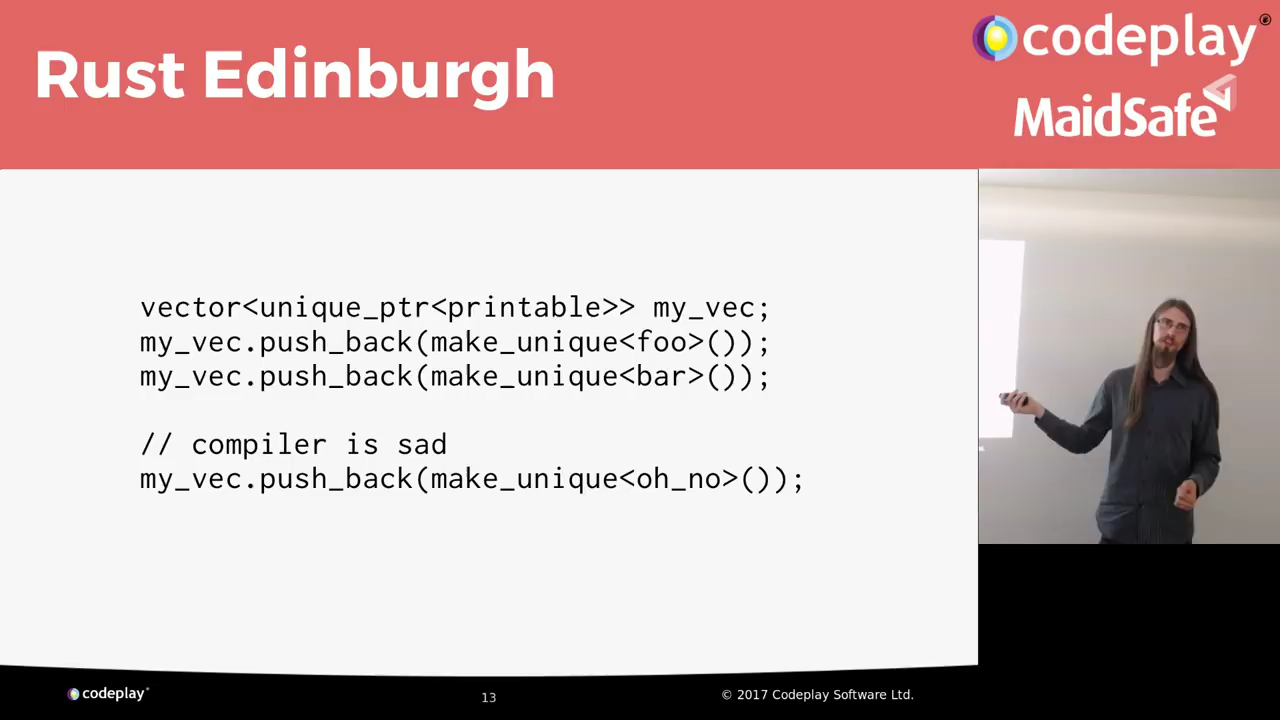 Rust Edinburgh
codeplay®
MaidSafe
vector<unique_ptr<printable>> my_vec;
my_vec.push_back(make_unique<foo>());
my_vec.push_back(make_unique<bar>());
// compiler is sad
my_vec.push_back(make_unique<oh_no>());
codeplay®
13
© 2017 Codeplay Software Ltd.